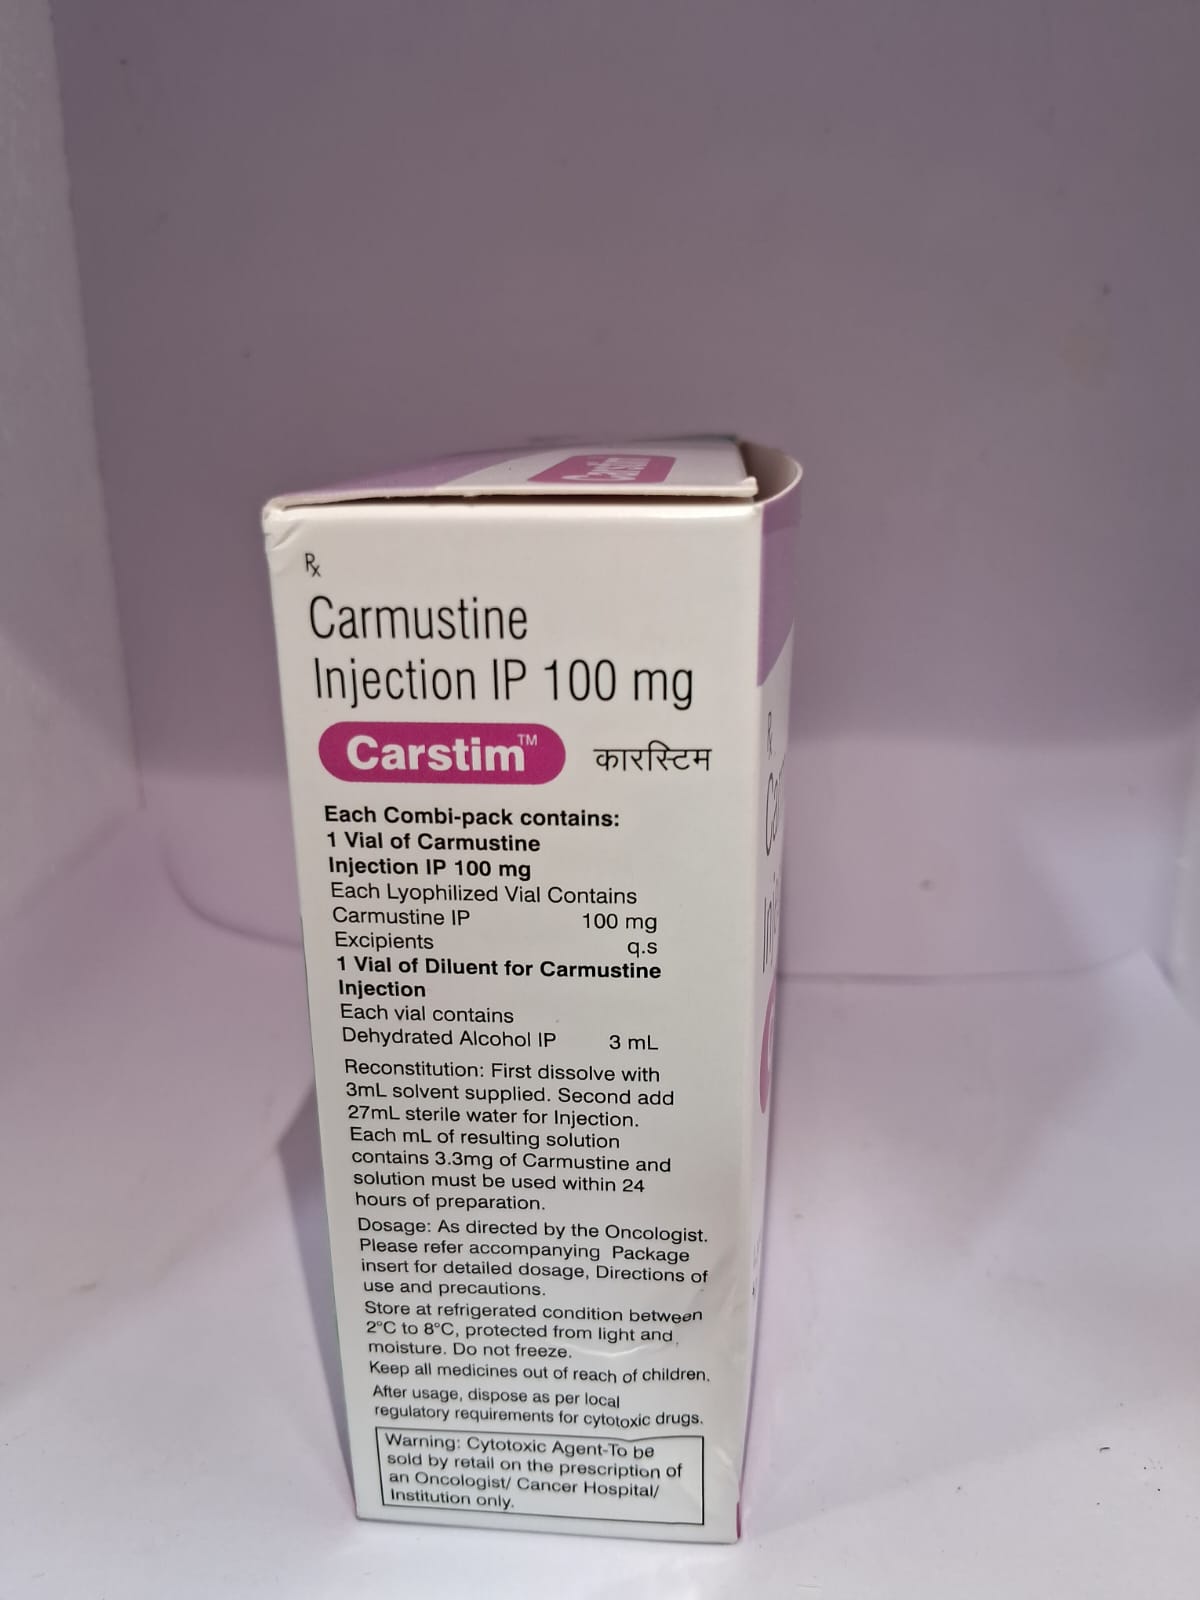 Carstim
Rx
Carmustine
Injection IP 100 mg
Carstim™ कारस्टिम
Each Combi-pack contains:
1 Vial of Carmustine
Injection IP 100 mg
Each Lyophilized Vial Contains
Carmustine IP 100 mg
Excipients q.s
1 Vial of Diluent for Carmustine
Injection
Each vial contains
Dehydrated Alcohol IP 3 mL
Reconstitution: First dissolve with
3mL solvent supplied. Second add
27mL sterile water for Injection.
Each mL of resulting solution
contains 3.3mg of Carmustine and
solution must be used within 24
hours of preparation.
Dosage: As directed by the Oncologist.
Please refer accompanying Package
insert for detailed dosage, Directions of
use and precautions.
Store at refrigerated condition between
2°C to 8°C, protected from light and
moisture. Do not freeze.
Keep all medicines out of reach of children.
After usage, dispose as per local
regulatory requirements for cytotoxic drugs.
Warning: Cytotoxic Agent-To be
sold by retail on the prescription of
an Oncologist/ Cancer Hospital/
Institution only.
Rx